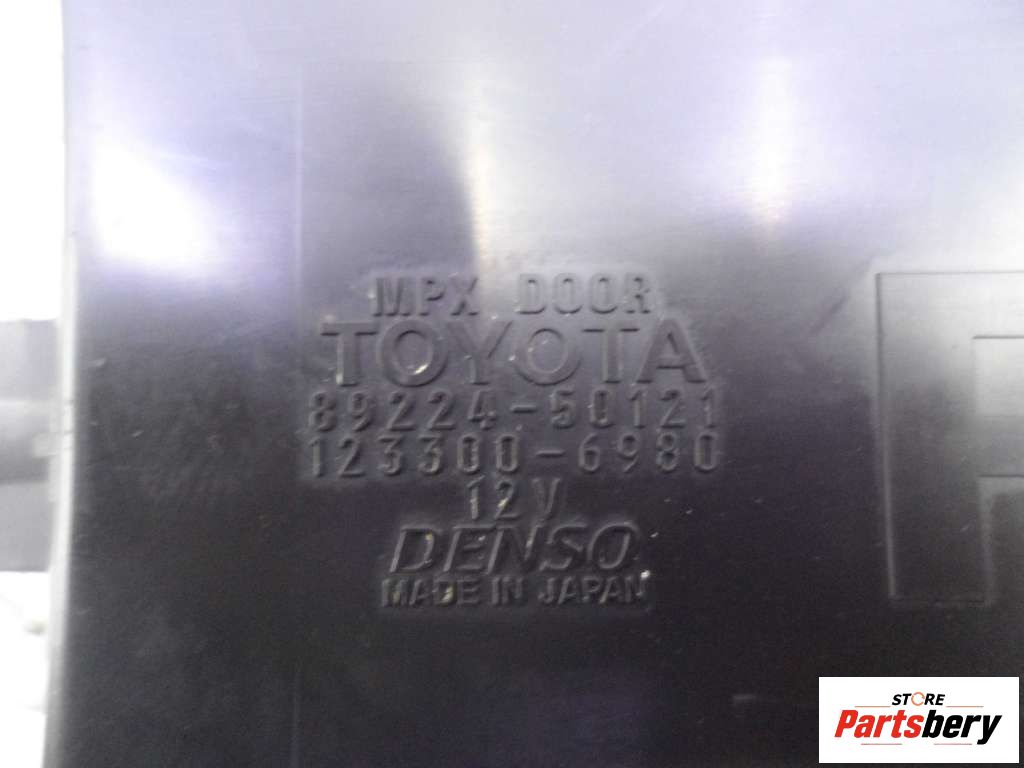 MPX DOOR
TOYOTA
89224-50121
123300-6980
12V
DENSO
MADE IN JAPAN
R
STORE
Partsbery